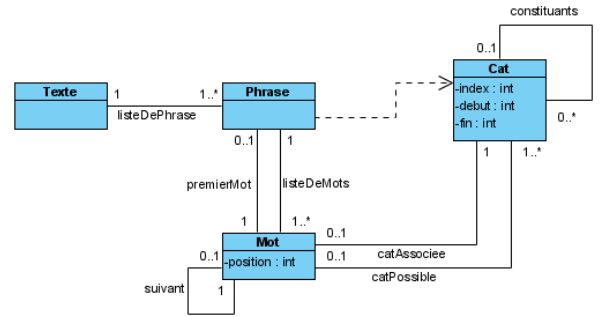 constituants
0..1
Cat
-index : int
-debut : int
-fin : int
0..*
Texte
1
1..*
Phrase
listeDePhrase
0..1
1
1
1..*
premierMot
listeDeMots
1
1..*
Mot
-position : int
0..1
0..1
catAssociee
0..1
catPossible
suivant
1